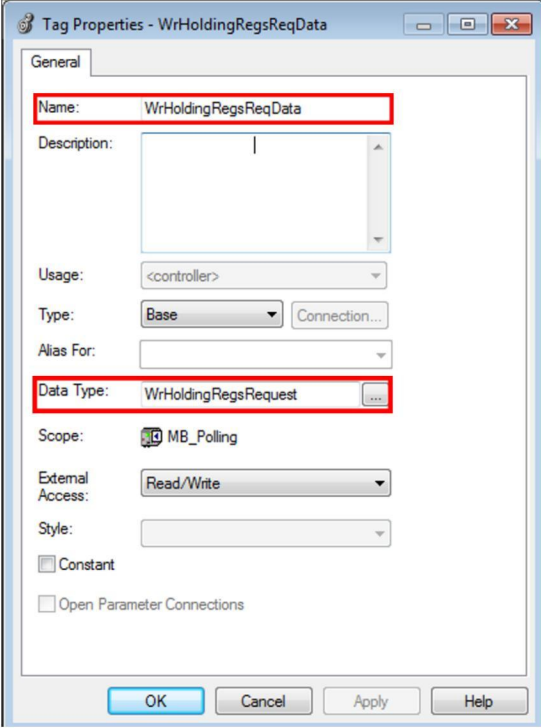 Tag Properties - WrHoldingRegsReqData
General
Name: WrHoldingRegsReqData
Description:
Usage: <controller>
Type: Base Connection...
Alias For:
Data Type: WrHoldingRegsRequest ...
Scope: MB_Polling
External Access: Read/Write
Style:
Constant
Open Parameter Connections
OK Cancel Apply Help